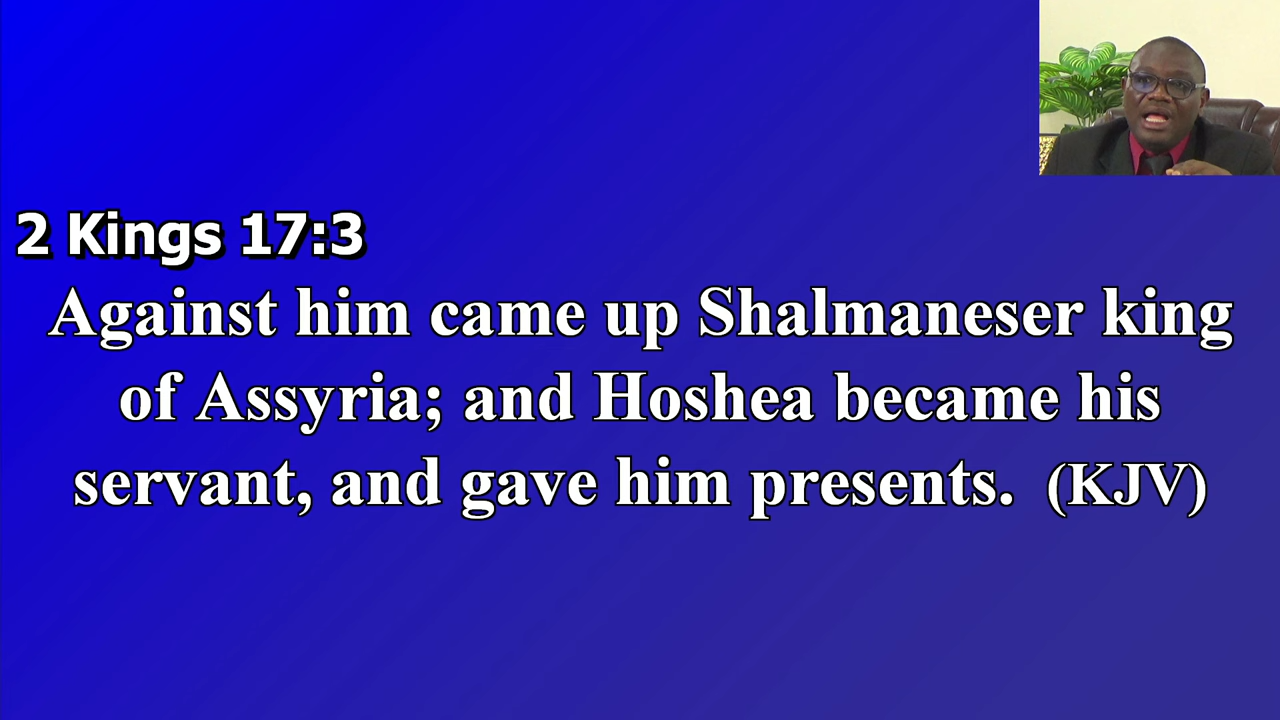 2 Kings 17:3
Against him came up Shalmaneser king
of Assyria; and Hoshea became his
servant, and gave him presents. (KJV)